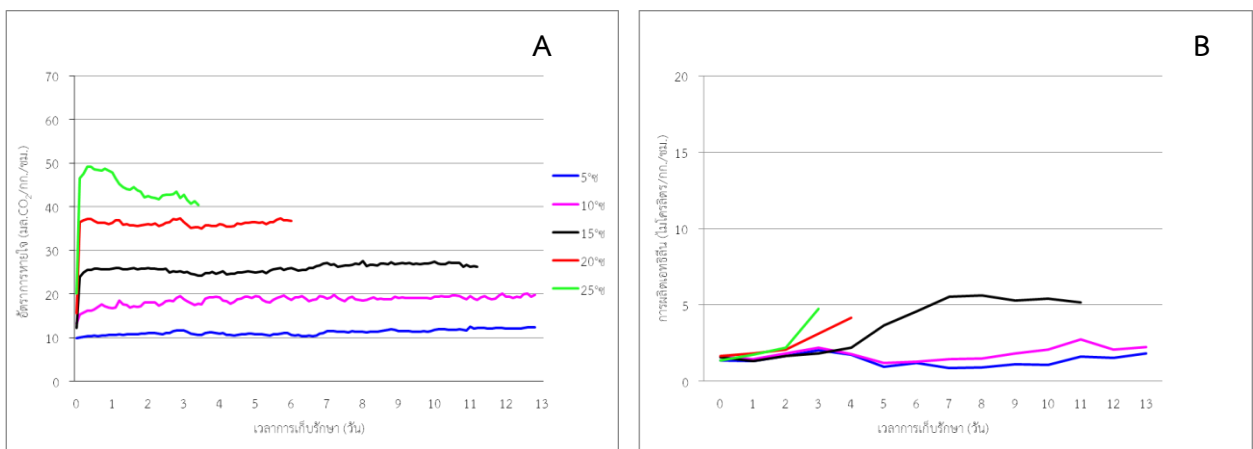 A
70
60
50
40
30
20
10
0
อัตราการหายใจ (มล.CO₂/กก./ชม.)
0 1 2 3 4 5 6 7 8 9 10 11 12 13
เวลาการเก็บรักษา (วัน)
5°ซ
10°ซ
15°ซ
20°ซ
25°ซ
B
20
15
10
5
0
การผลิตเอทธิลีน (ไมโครลิตร/กก./ชม.)
0 1 2 3 4 5 6 7 8 9 10 11 12 13
เวลาการเก็บรักษา (วัน)